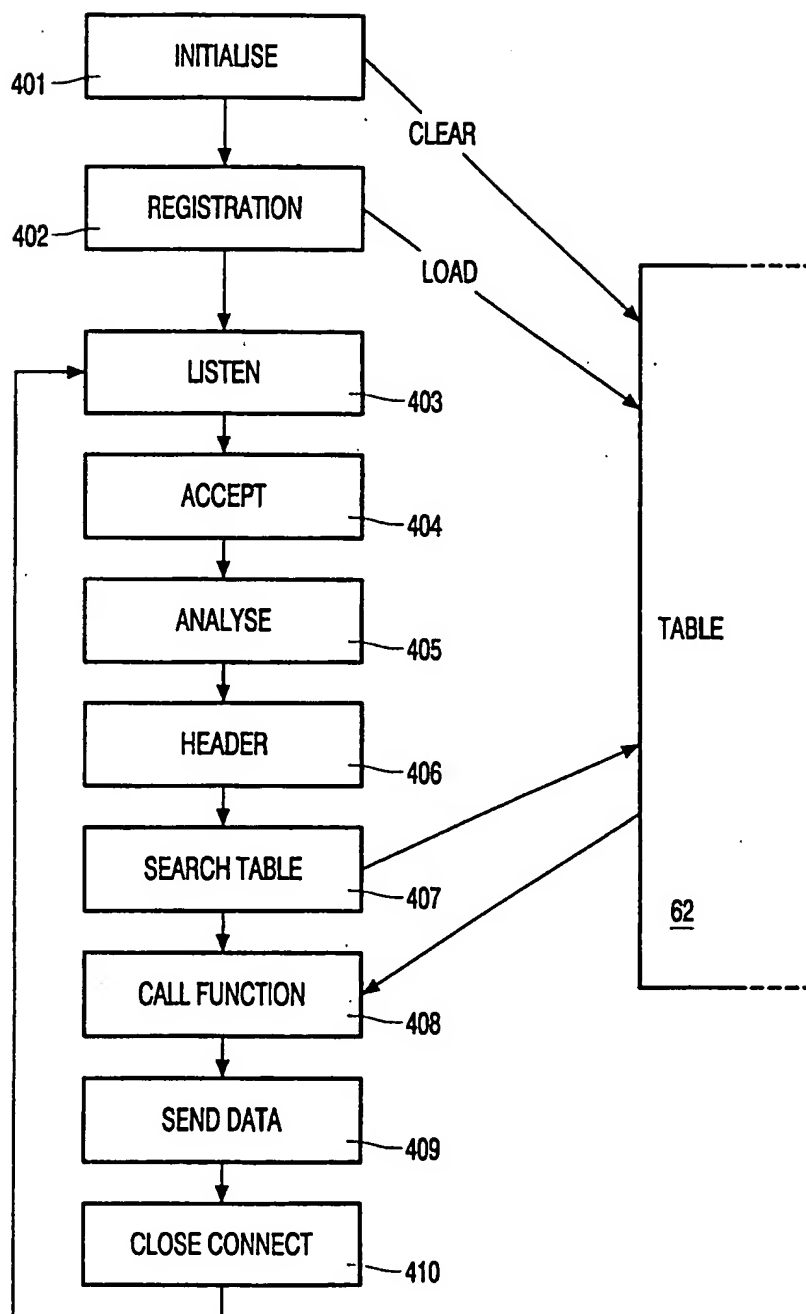 INITIALISE
401
CLEAR
REGISTRATION
402
LOAD
LISTEN
403
ACCEPT
404
ANALYSE
405
TABLE
HEADER
406
SEARCH TABLE
407
62
CALL FUNCTION
408
SEND DATA
409
CLOSE CONNECT
410